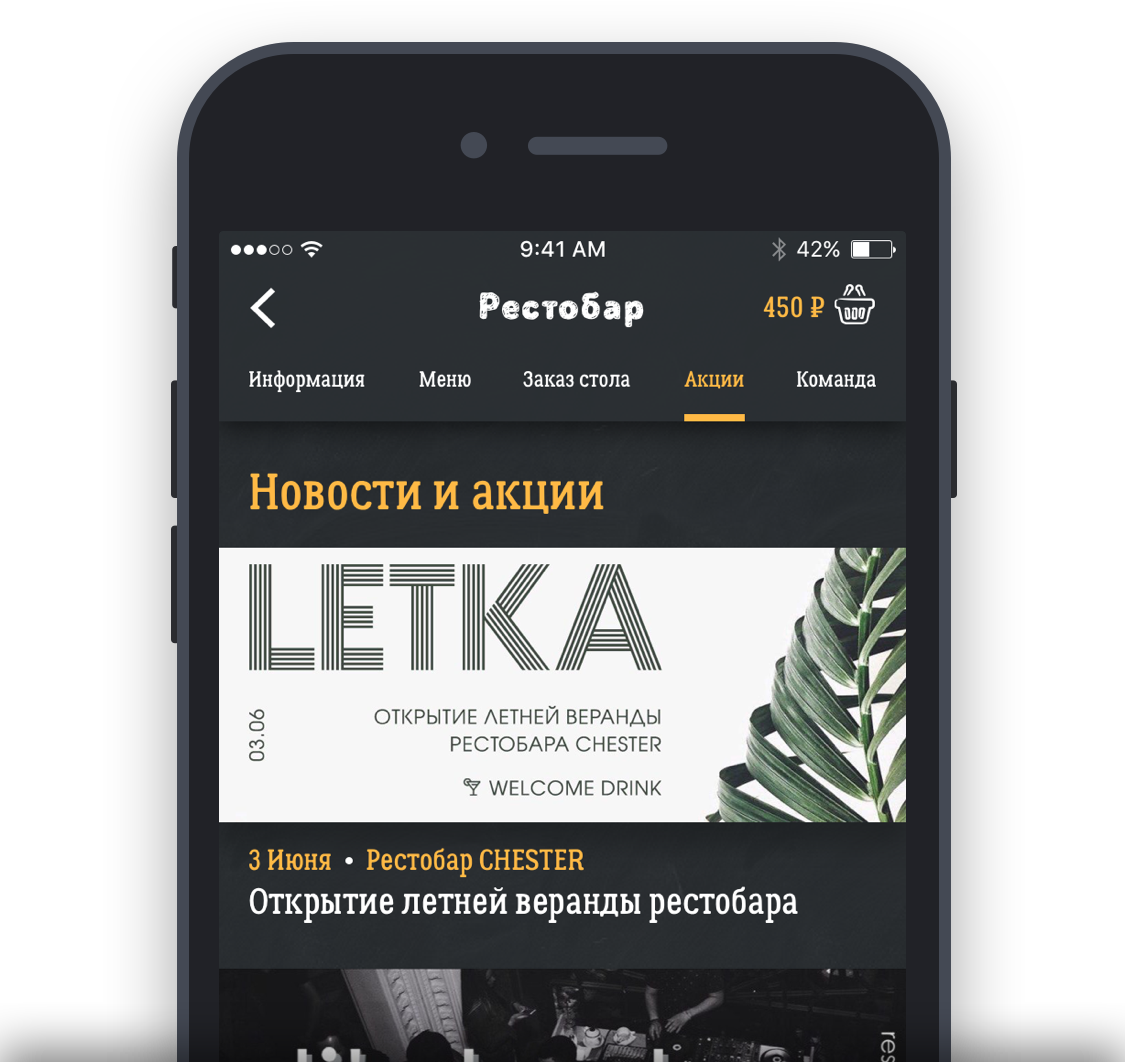 9:41 AM 42%
Рестобар 450 ₽
Информация Меню Заказ стола Акции Команда
Новости и акции
LETKA
03.06
ОТКРЫТИЕ ЛЕТНЕЙ ВЕРАНДЫ
РЕСТОБАРА CHESTER
WELCOME DRINK
3 Июня • Рестобар CHESTER
Открытие летней веранды рестобара